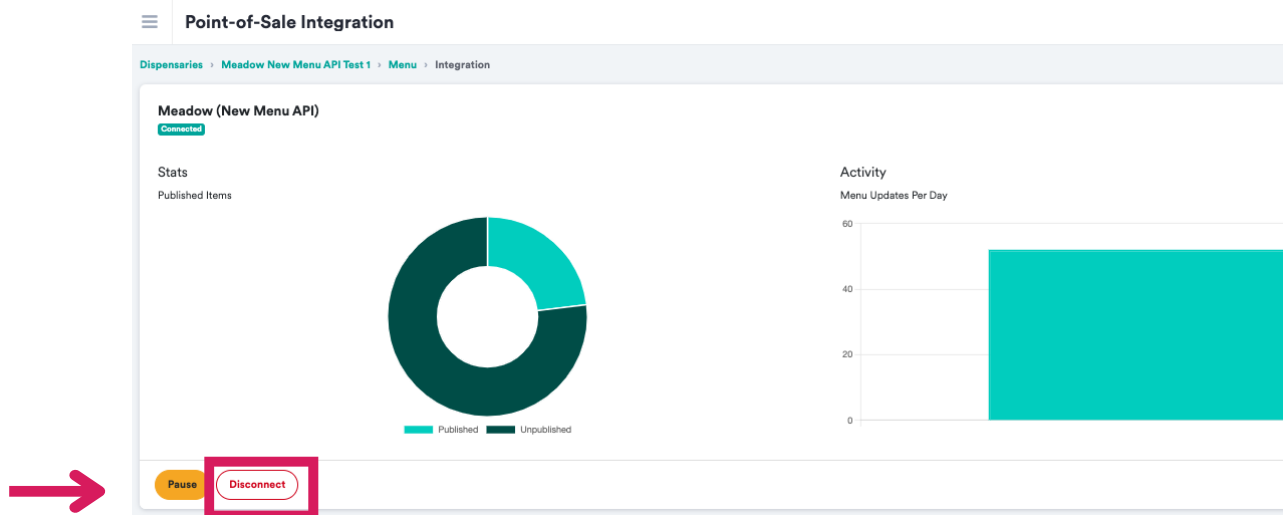 Point-of-Sale Integration
Dispensaries › Meadow New Menu API Test 1 › Menu › Integration
Meadow (New Menu API)
Connected
Stats
Published Items
Published Unpublished
Activity
Menu Updates Per Day
60
40
20
0
Pause Disconnect